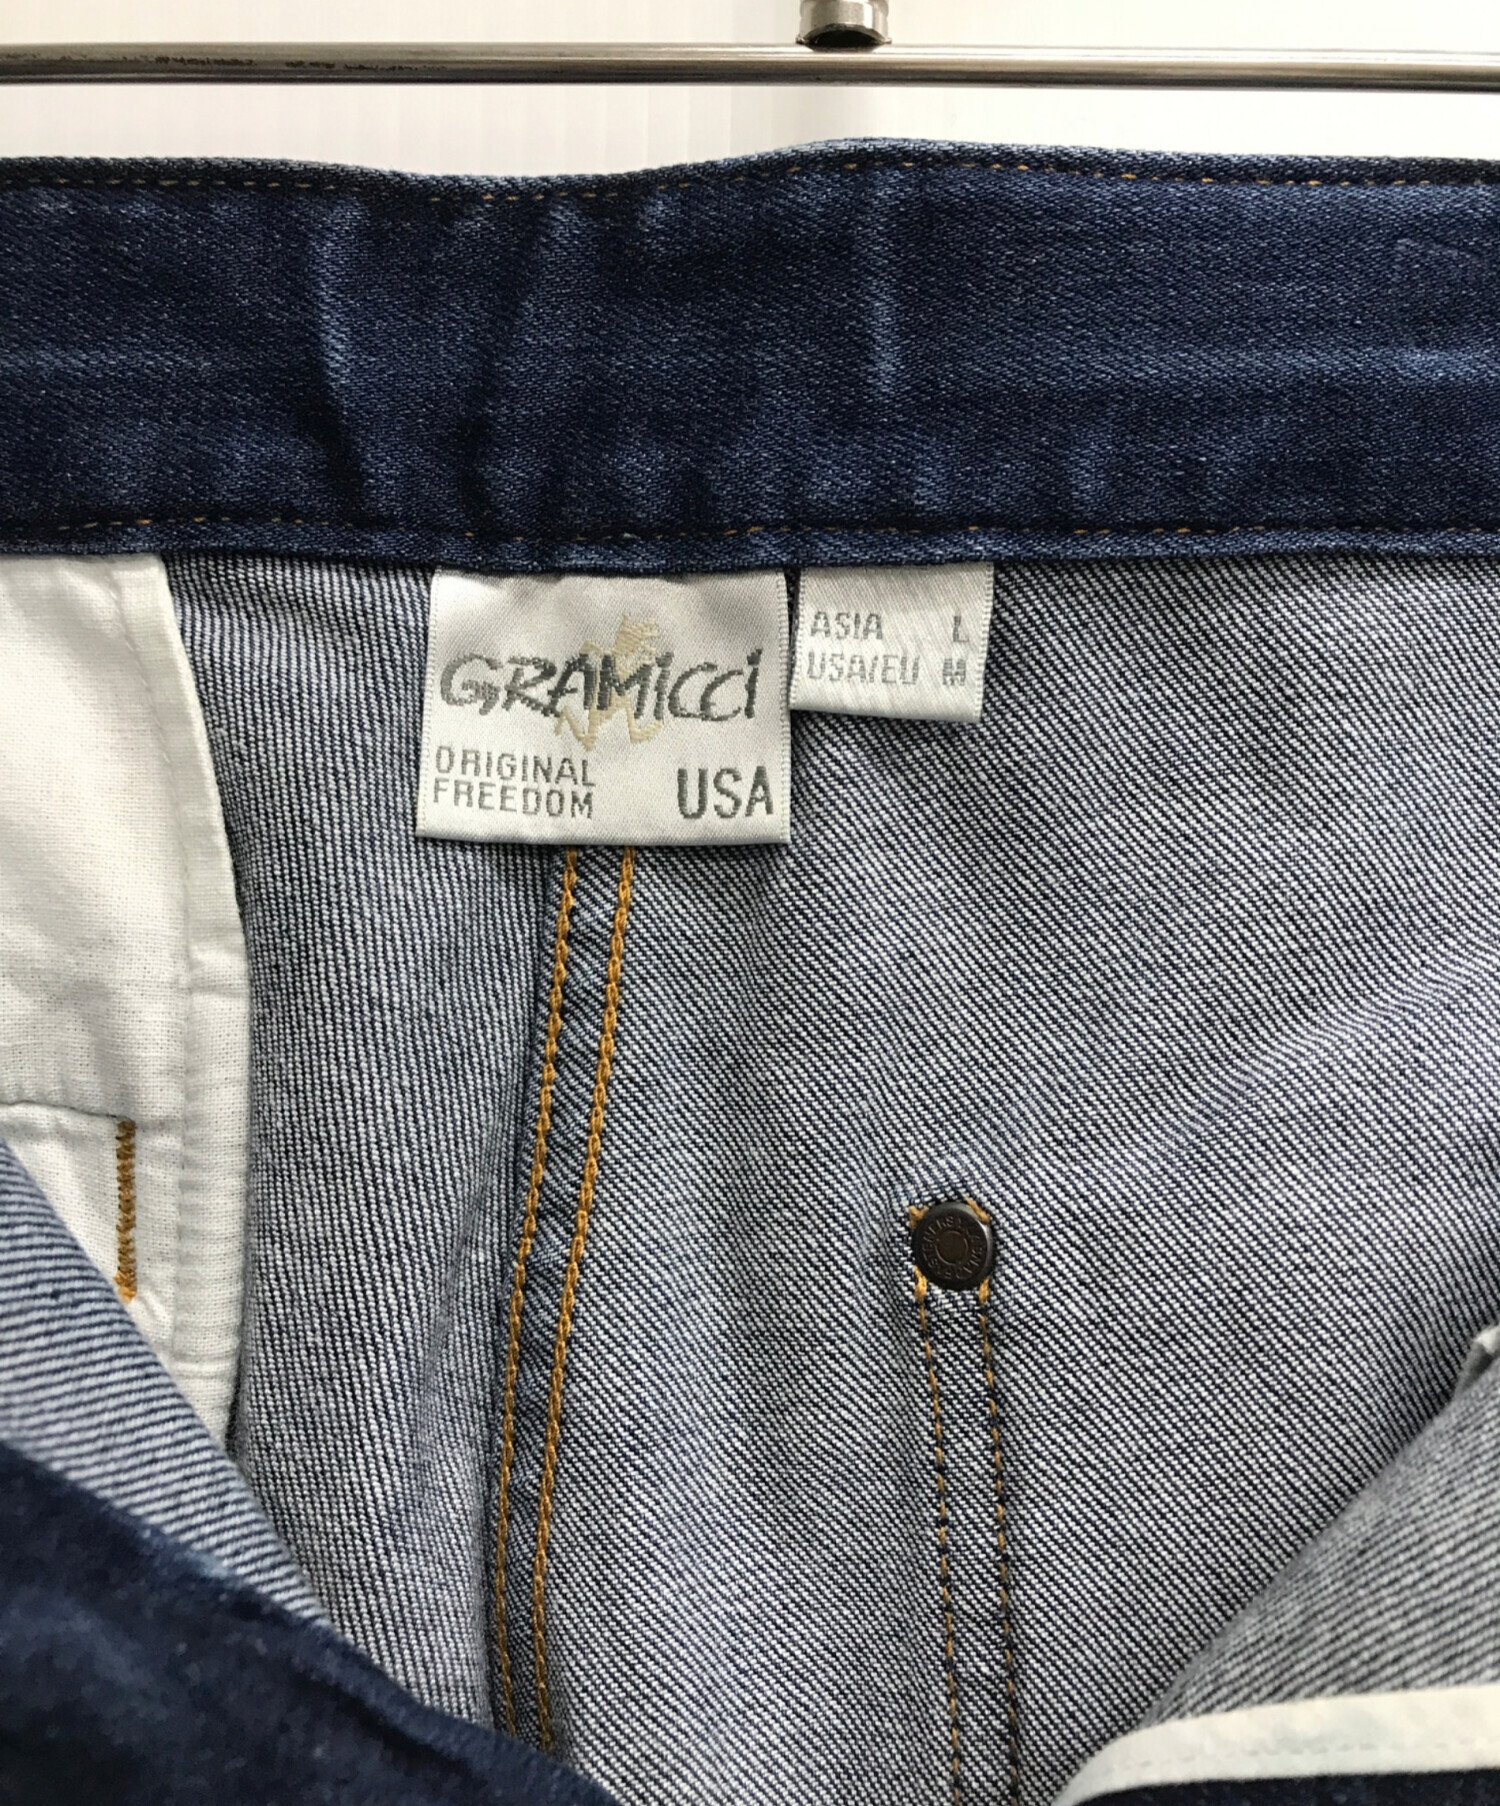 GRAMiCCi
ORIGINAL
FREEDOM
USA
ASIA L
USA/EU M